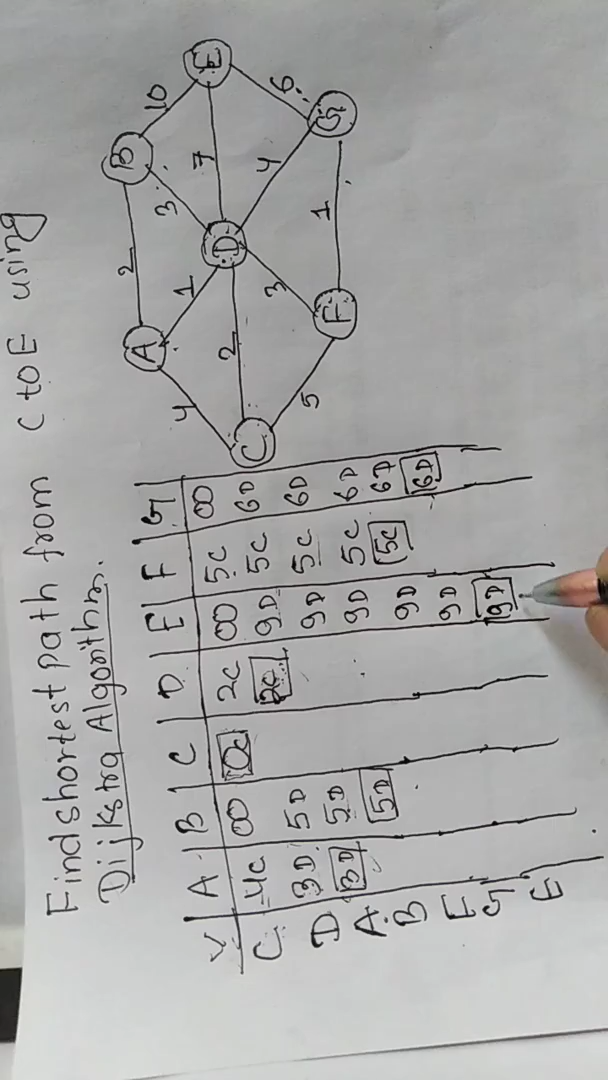 Find shortest path from C to E using
Dijkstra Algorithm.
V A B C D E F G
C 4C ∞ 0C 2C ∞ 5C ∞
D 3D 5D 2C 9D 5C 6D
A 3D 5D 9D 5C 6D
B 5D 9D 5C 6D
F 9D 5C 6D
G 9D 6D
E 9D
A 2 B
4 1 3 10
C 2 D 7 E
5 3 4 6
F 1 G